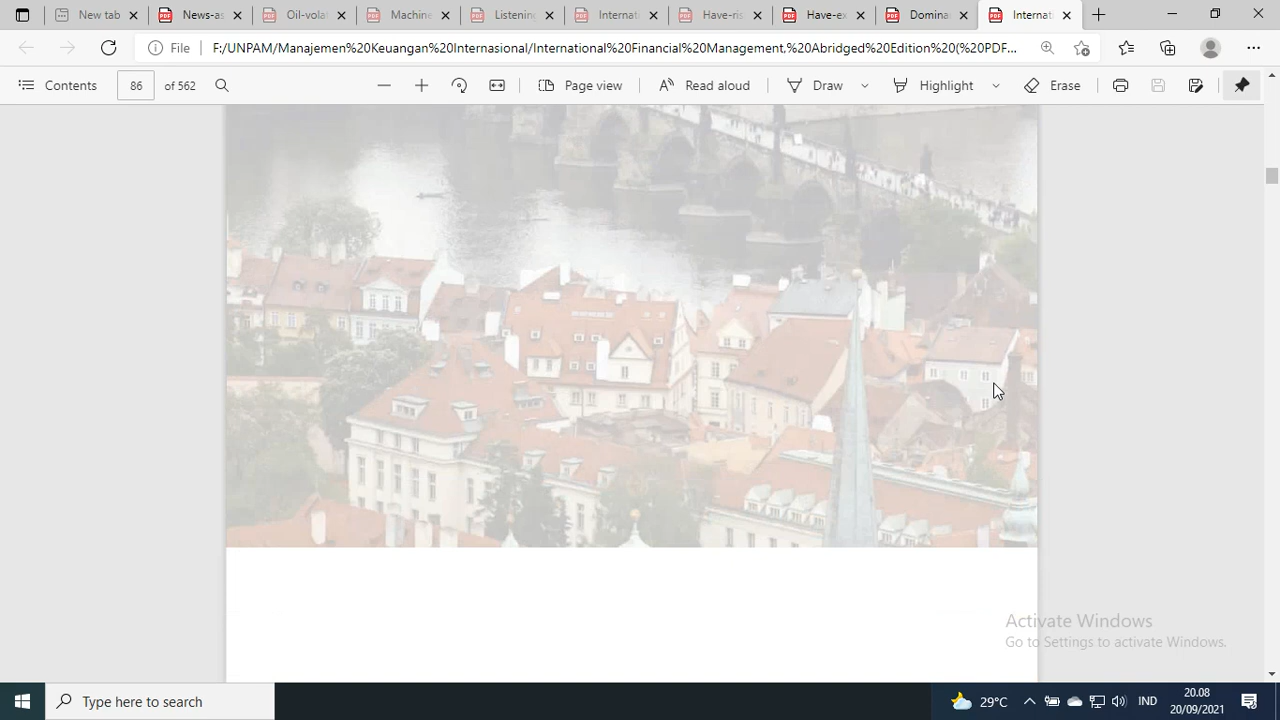 New tab
News-as
Oil-volat
Machine
Listening
Internati
Have-ris
Have-ex
Domina
Internati
File
F:/UNPAM/Manajemen%20Keuangan%20Internasional/International%20Financial%20Management,%20Abridged%20Edition%20(%20PDF...
Contents
86
of 562
Page view
Read aloud
Draw
Highlight
Erase
Activate Windows
Go to Settings to activate Windows.
Type here to search
29°C
IND
20.08
20/09/2021